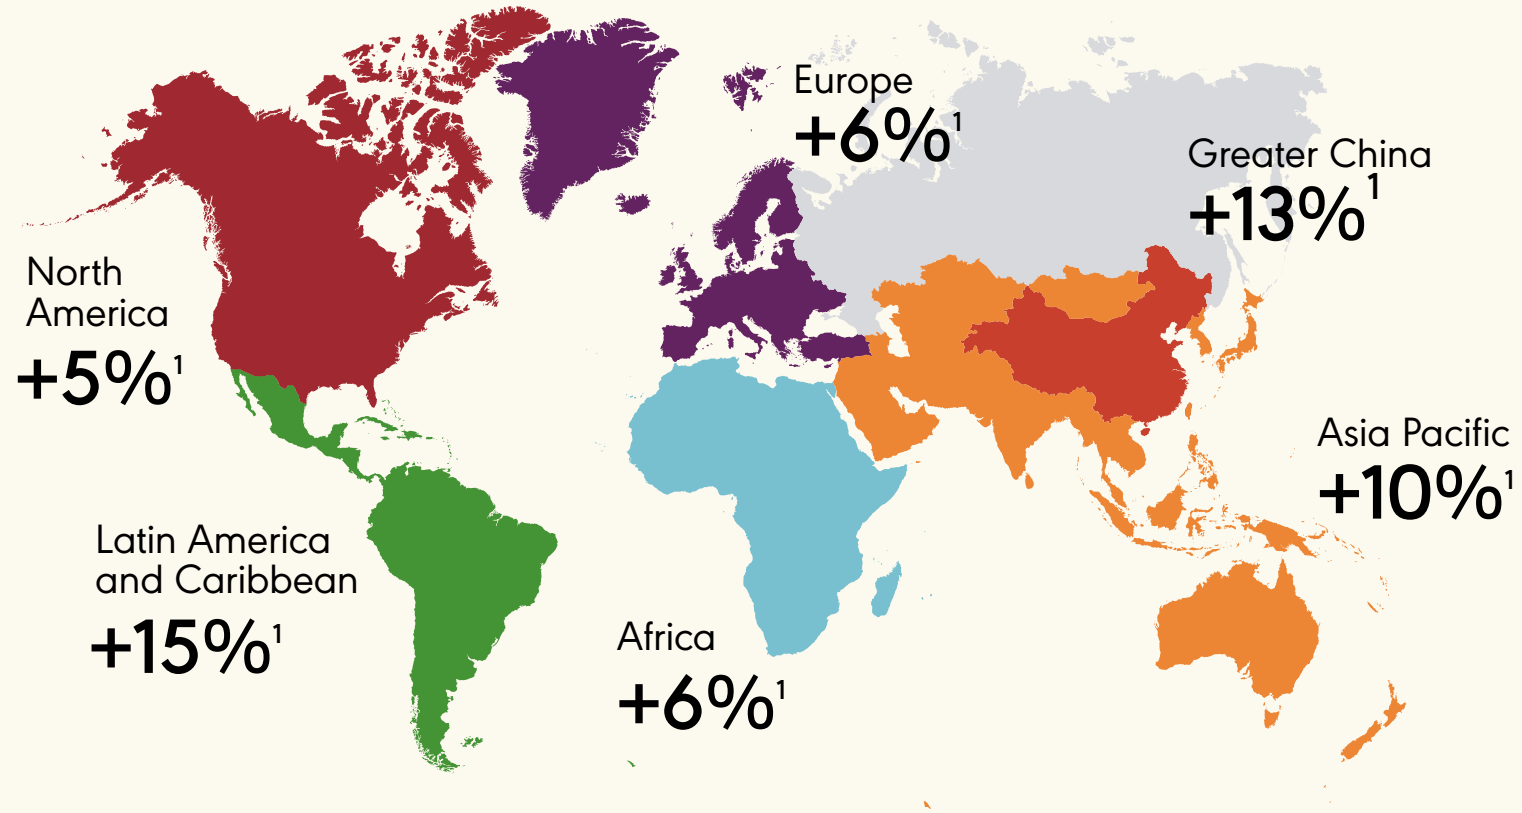 Europe
+6%¹
Greater China
+13%¹
North
America
+5%¹
Asia Pacific
+10%¹
Latin America
and Caribbean
+15%¹
Africa
+6%¹